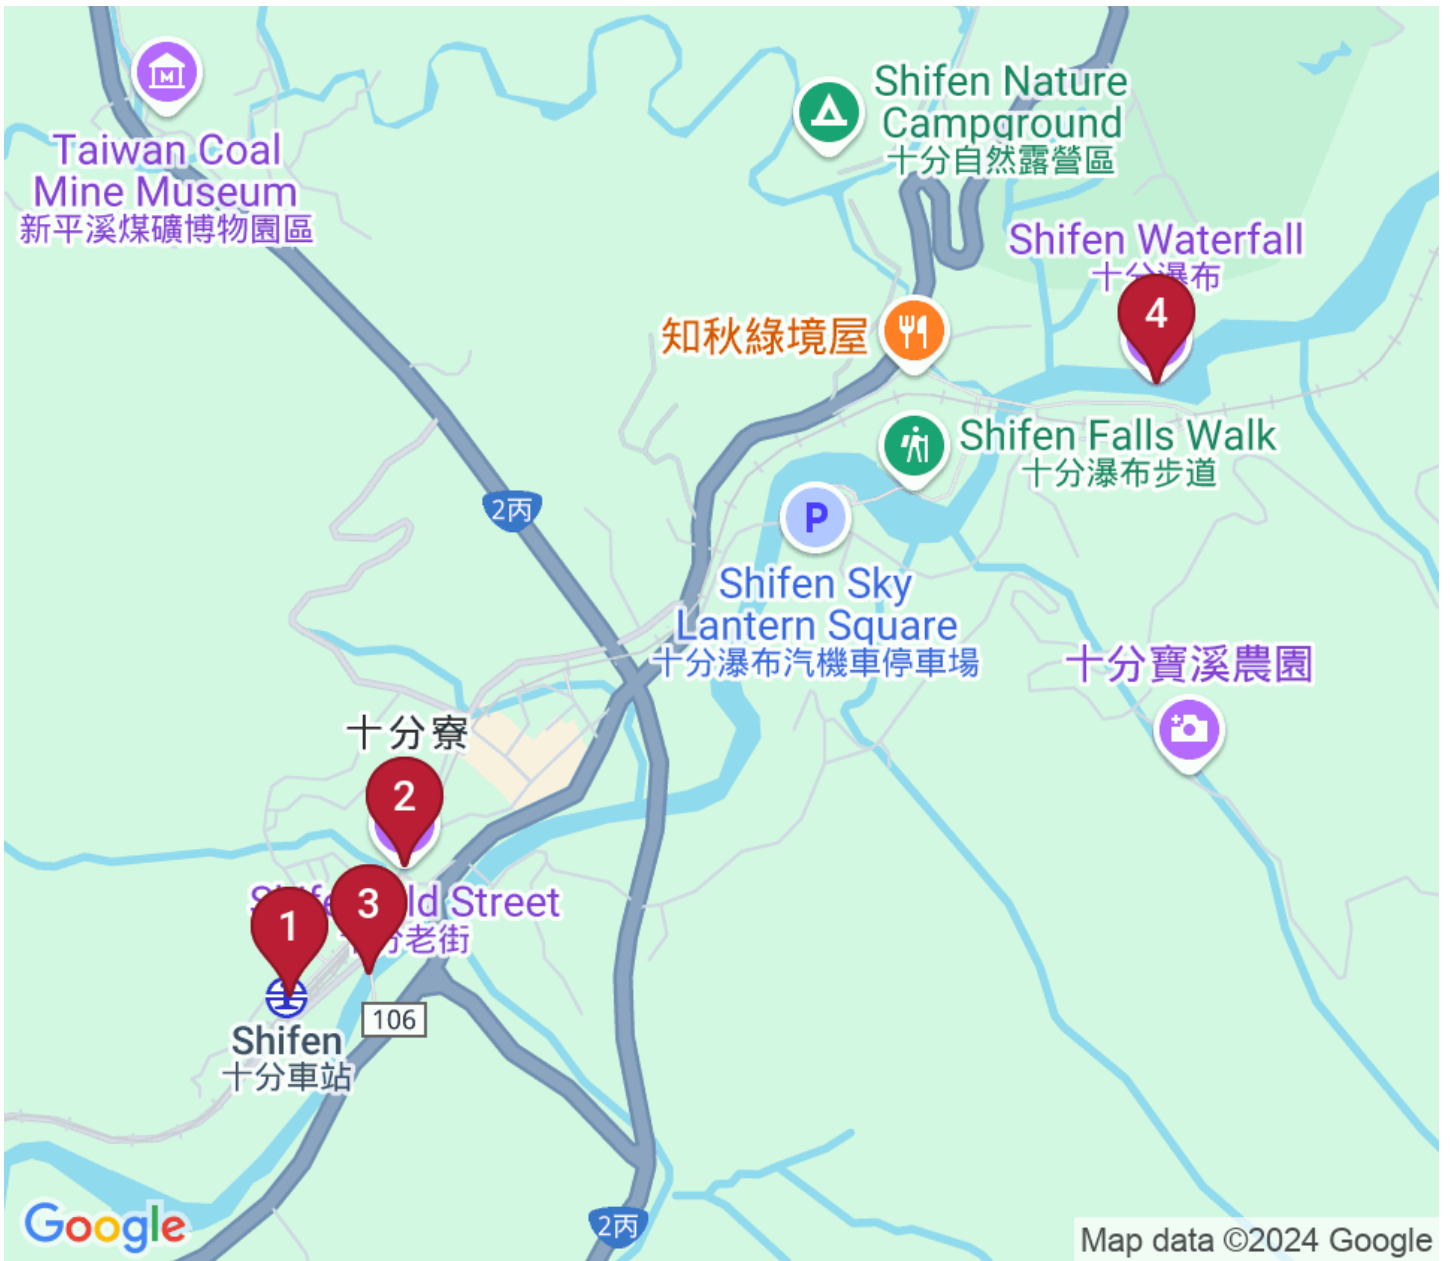 Taiwan Coal
Mine Museum
新平溪煤礦博物園區
Shifen Nature
Campground
十分自然露營區
Shifen Waterfall
十分瀑布
4
知秋綠境屋
Shifen Falls Walk
十分瀑布步道
2丙
P
Shifen Sky
Lantern Square
十分瀑布汽機車停車場
十分寶溪農園
十分寮
2
3
1
ld Street
老街
106
Shifen
十分車站
2丙
Google
Map data ©2024 Google